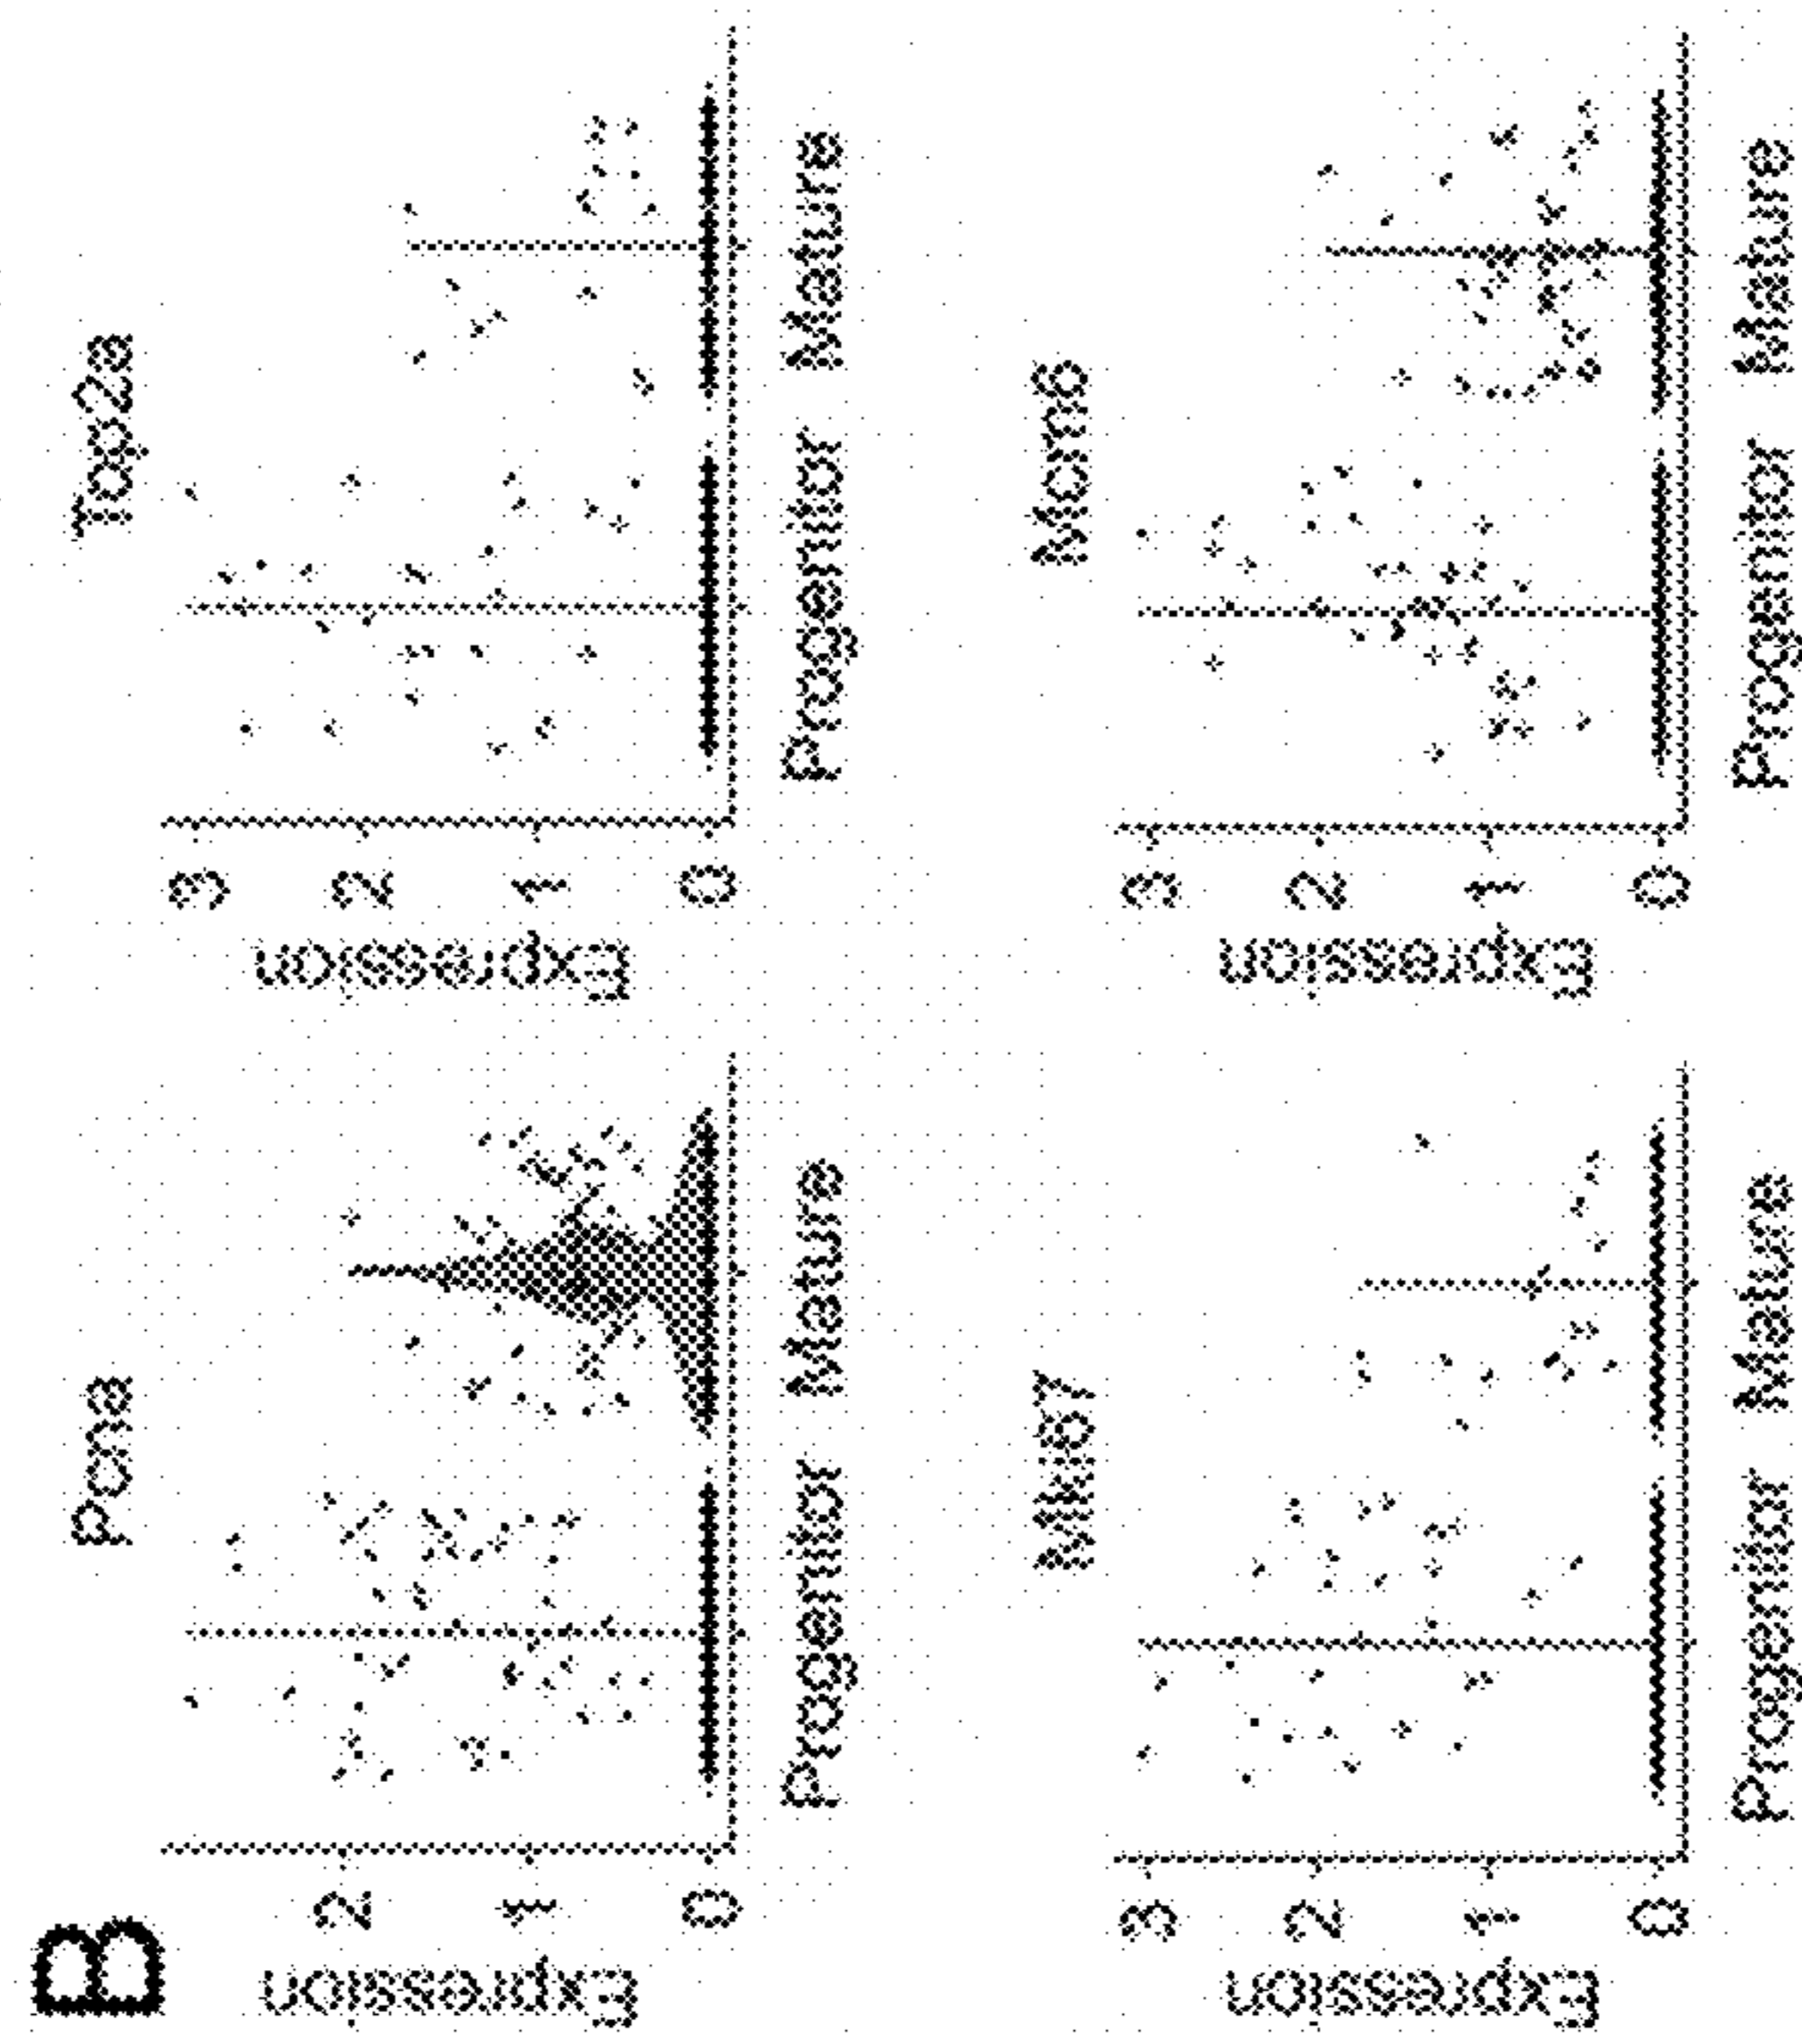 B
Pcna
Expression
2
1
0
Progenitor Mature
Top2a
Expression
3
2
1
0
Progenitor Mature
Mki67
Expression
3
2
1
0
Progenitor Mature
Mcm6
Expression
3
2
1
0
Progenitor Mature